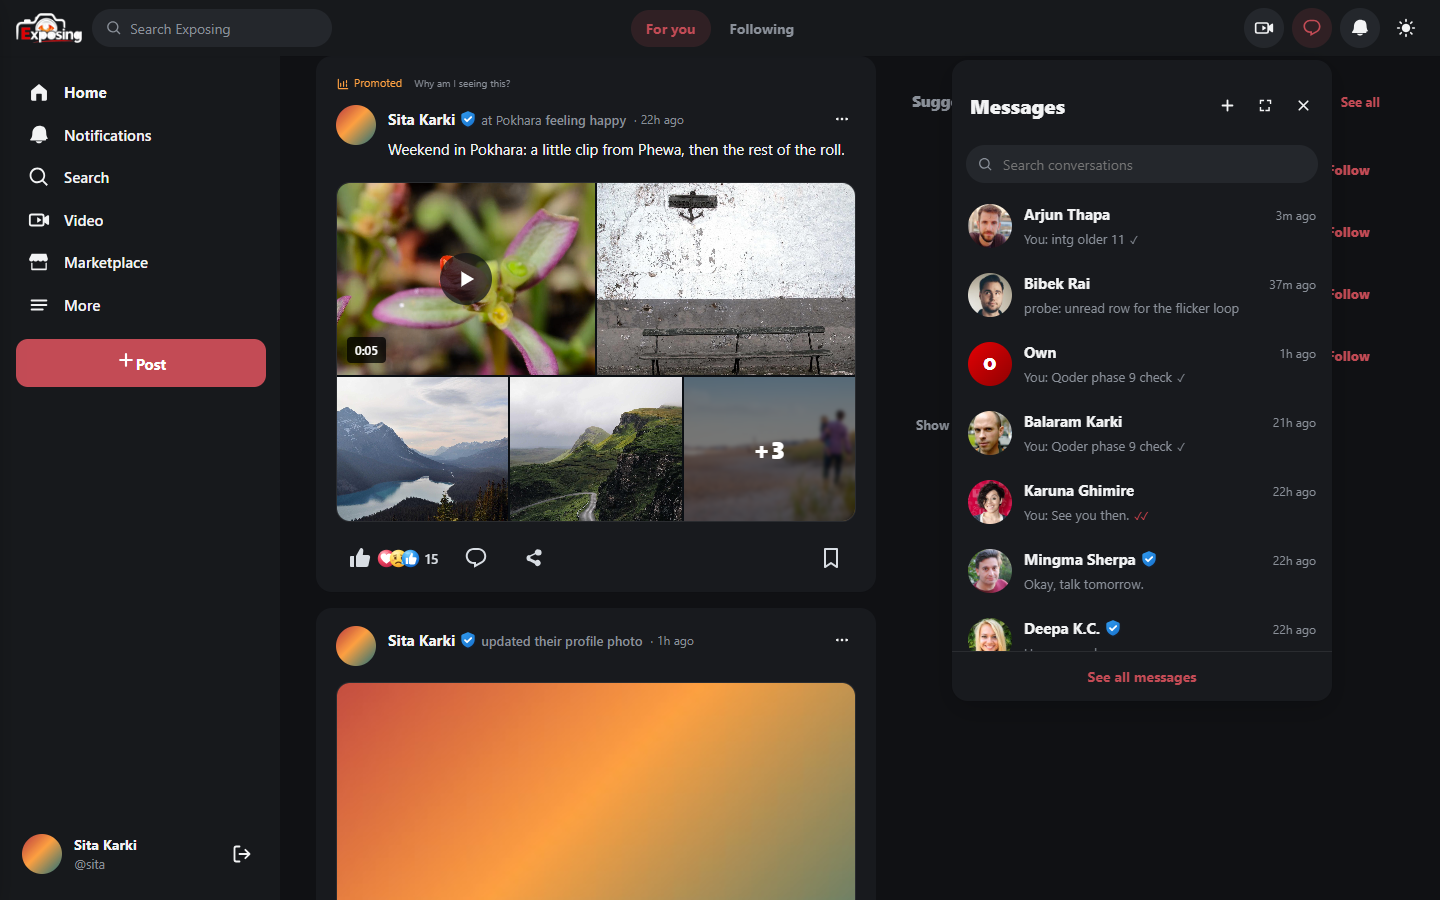 Exposing
Search Exposing
For you
Following
Home
Notifications
Search
Video
Marketplace
More
+Post
Sita Karki
@sita
Promoted Why am I seeing this?
Sita Karki at Pokhara feeling happy · 22h ago
Weekend in Pokhara: a little clip from Phewa, then the rest of the roll.
0:05
+3
15
Sita Karki updated their profile photo · 1h ago
See all
Follow
Follow
Follow
Follow
Show
Messages
Search conversations
Arjun Thapa 3m ago
You: intg older 11 ✓
Bibek Rai 37m ago
probe: unread row for the flicker loop
O
Own 1h ago
You: Qoder phase 9 check ✓
Balaram Karki 21h ago
You: Qoder phase 9 check ✓
Karuna Ghimire 22h ago
You: See you then. ✓✓
Mingma Sherpa 22h ago
Okay, talk tomorrow.
Deepa K.C. 22h ago
See all messages